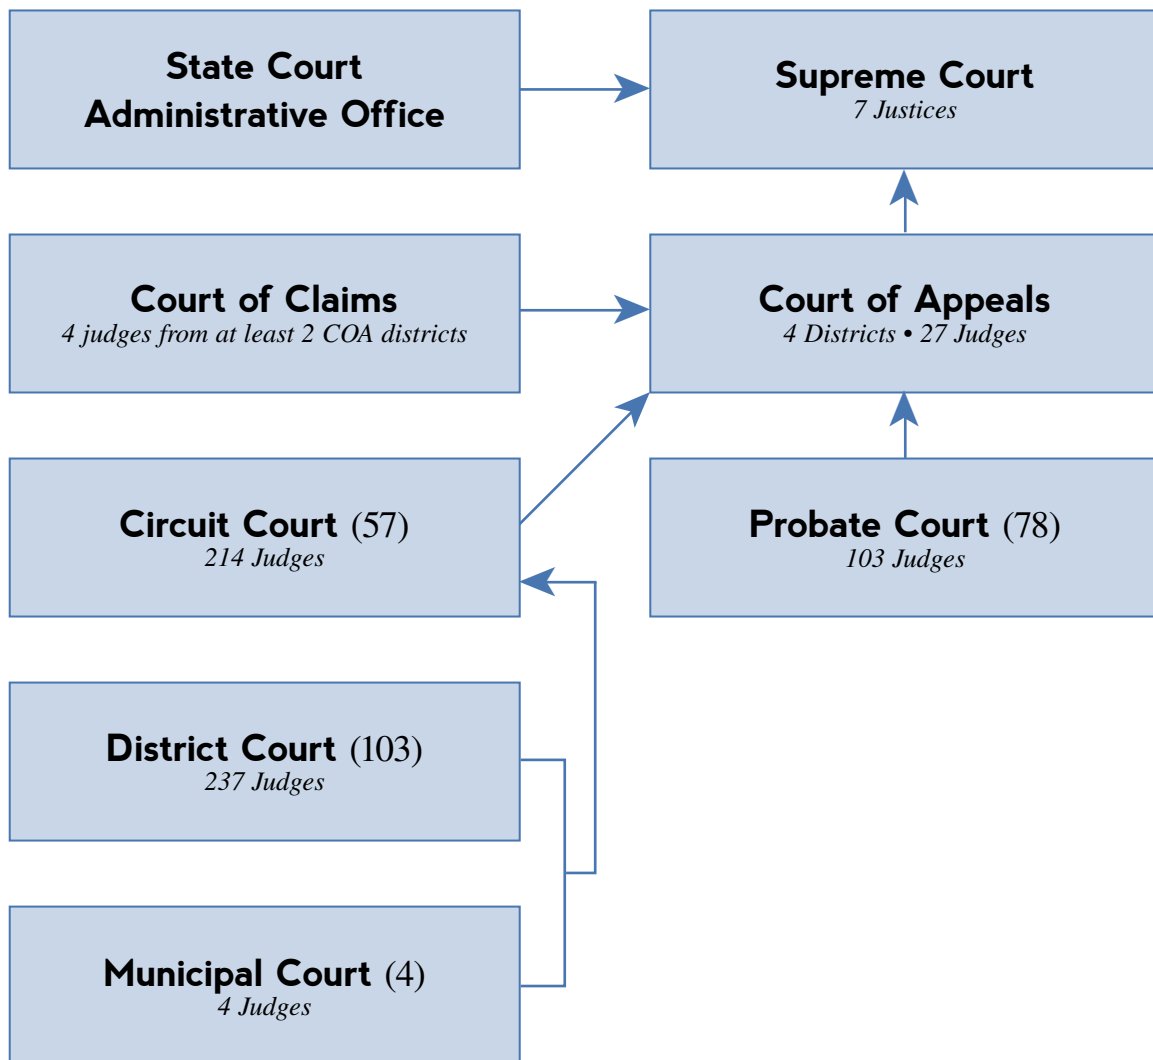 State Court
Administrative Office
Supreme Court
7 Justices
Court of Claims
4 judges from at least 2 COA districts
Court of Appeals
4 Districts • 27 Judges
Circuit Court (57)
214 Judges
Probate Court (78)
103 Judges
District Court (103)
237 Judges
Municipal Court (4)
4 Judges